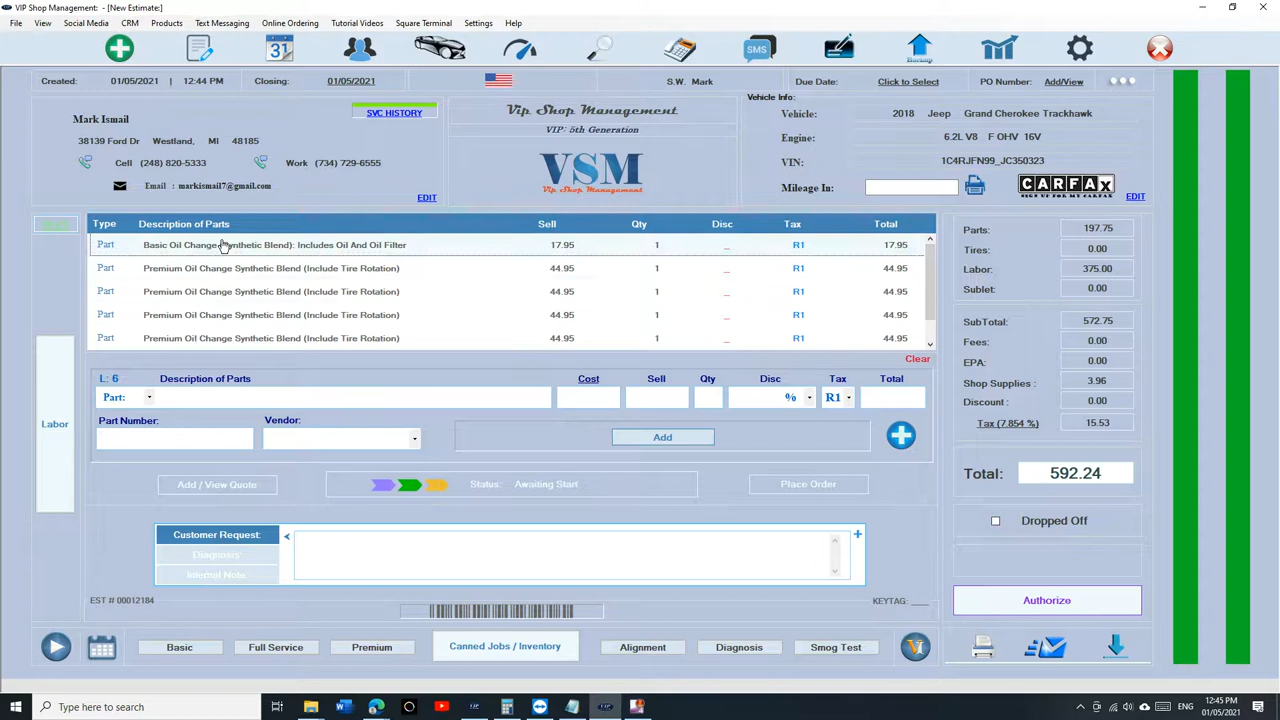 VIP Shop Management: - [New Estimate:]
File View Social Media CRM Products Text Messaging Online Ordering Tutorial Videos Square Terminal Settings Help
31 SMS Backup
Created: 01/05/2021 | 12:44 PM Closing: 01/05/2021 S.W. Mark Due Date: Click to Select PO Number: Add/View
Mark Ismail
SVC HISTORY
38139 Ford Dr Westland, MI 48185
Cell (248) 820-5333 Work (734) 729-6555
Email : markismail7@gmail.com
EDIT
Vip Shop Management
VIP: 5th Generation
VSM
Vip Shop Management
Vehicle Info:
Vehicle: 2018 Jeep Grand Cherokee Trackhawk
Engine: 6.2L V8 F OHV 16V
VIN: 1C4RJFN99_JC350323
Mileage In:
CARFAX
SIGN UP FOR MY CARFAX
EDIT
Type Description of Parts Sell Qty Disc Tax Total
Part Basic Oil Change (Synthetic Blend): Includes Oil And Oil Filter 17.95 1 _ R1 17.95
Part Premium Oil Change Synthetic Blend (Include Tire Rotation) 44.95 1 _ R1 44.95
Part Premium Oil Change Synthetic Blend (Include Tire Rotation) 44.95 1 _ R1 44.95
Part Premium Oil Change Synthetic Blend (Include Tire Rotation) 44.95 1 _ R1 44.95
Part Premium Oil Change Synthetic Blend (Include Tire Rotation) 44.95 1 _ R1 44.95
Clear
Labor
L: 6 Description of Parts Cost Sell Qty Disc Tax Total
Part: % R1
Part Number: Vendor:
Add
Add / View Quote Status: Awaiting Start Place Order
Customer Request: <
Diagnosis:
Internal Note:
EST # 00012184 KEYTAG: ___
Basic Full Service Premium Canned Jobs / Inventory Alignment Diagnosis Smog Test
Parts: 197.75
Tires: 0.00
Labor: 375.00
Sublet: 0.00
SubTotal: 572.75
Fees: 0.00
EPA: 0.00
Shop Supplies : 3.96
Discount : 0.00
Tax (7.854 %) 15.53
Total: 592.24
Dropped Off
Authorize
Type here to search
ENG 12:45 PM
01/05/2021